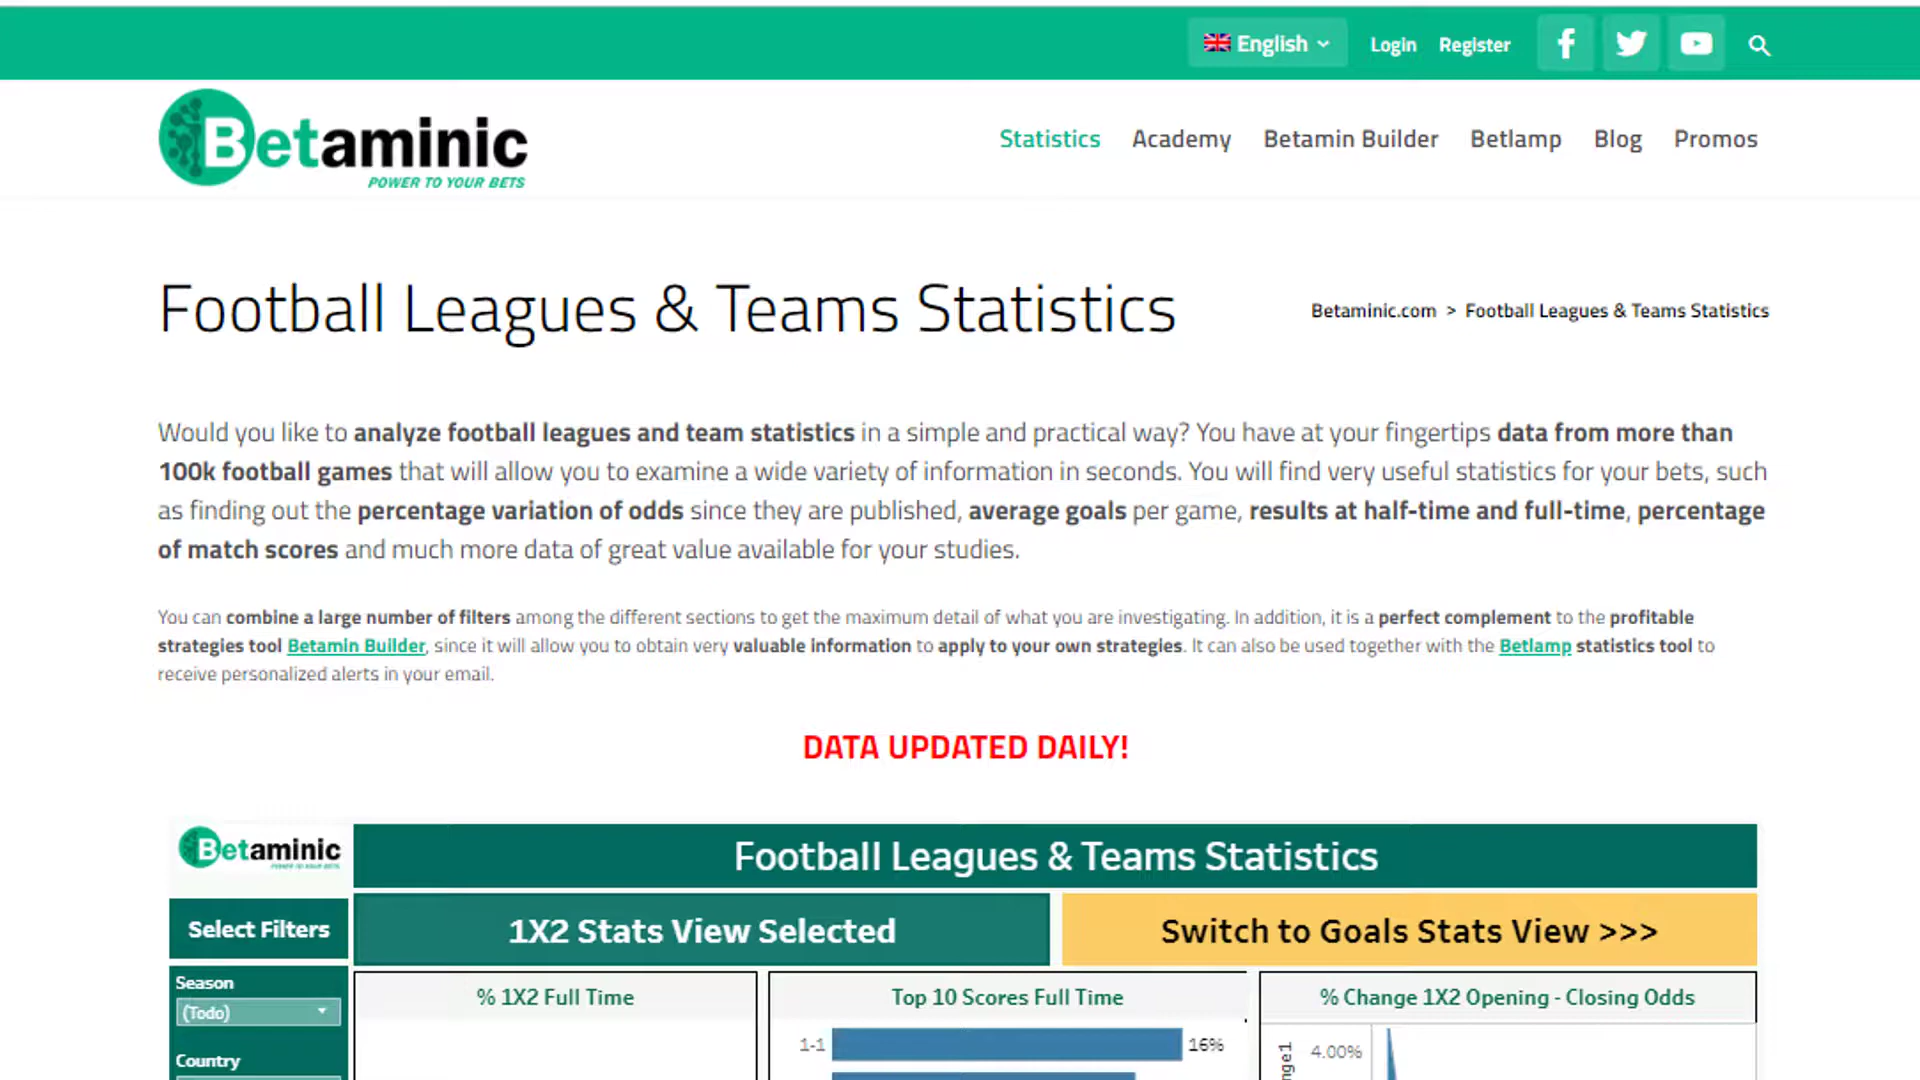 English
Login
Register
Betaminic
POWER TO YOUR BETS
Statistics
Academy
Betamin Builder
Betlamp
Blog
Promos
Football Leagues & Teams Statistics
Betaminic.com > Football Leagues & Teams Statistics
Would you like to analyze football leagues and team statistics in a simple and practical way? You have at your fingertips data from more than
100k football games that will allow you to examine a wide variety of information in seconds. You will find very useful statistics for your bets, such
as finding out the percentage variation of odds since they are published, average goals per game, results at half-time and full-time, percentage
of match scores and much more data of great value available for your studies.
You can combine a large number of filters among the different sections to get the maximum detail of what you are investigating. In addition, it is a perfect complement to the profitable
strategies tool Betamin Builder, since it will allow you to obtain very valuable information to apply to your own strategies. It can also be used together with the Betlamp statistics tool to
receive personalized alerts in your email.
DATA UPDATED DAILY!
Betaminic
POWER TO YOUR BETS
Football Leagues & Teams Statistics
Select Filters
1X2 Stats View Selected
Switch to Goals Stats View >>>
Season
(Todo)
Country
% 1X2 Full Time
Top 10 Scores Full Time
1-1
16%
% Change 1X2 Opening - Closing Odds
4.00%